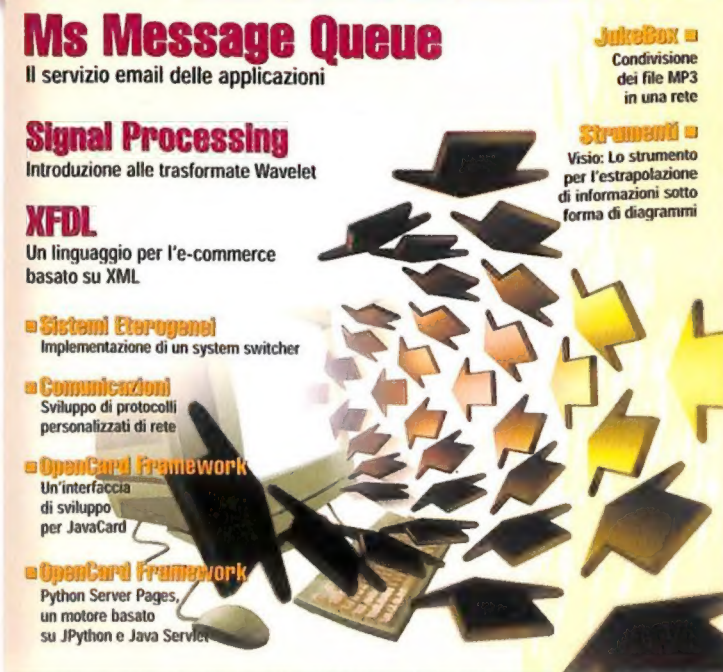 Ms Message Queue
Il servizio email delle applicazioni
Signal Processing
Introduzione alle trasformate Wavelet
XFDL
Un linguaggio per l'e-commerce
basato su XML
Sistemi Eterogenei
Implementazione di un system switcher
Comunicazioni
Sviluppo di protocolli
personalizzati di rete
OpenCard Framework
Un'interfaccia
di sviluppo
per JavaCard
OpenCard Framework
Python Server Pages,
un motore basato
su JPython e Java Servlet
JukeBox
Condivisione
dei file MP3
in una rete
Strumenti
Visio: Lo strumento
per l'estrapolazione
di informazioni sotto
forma di diagrammi